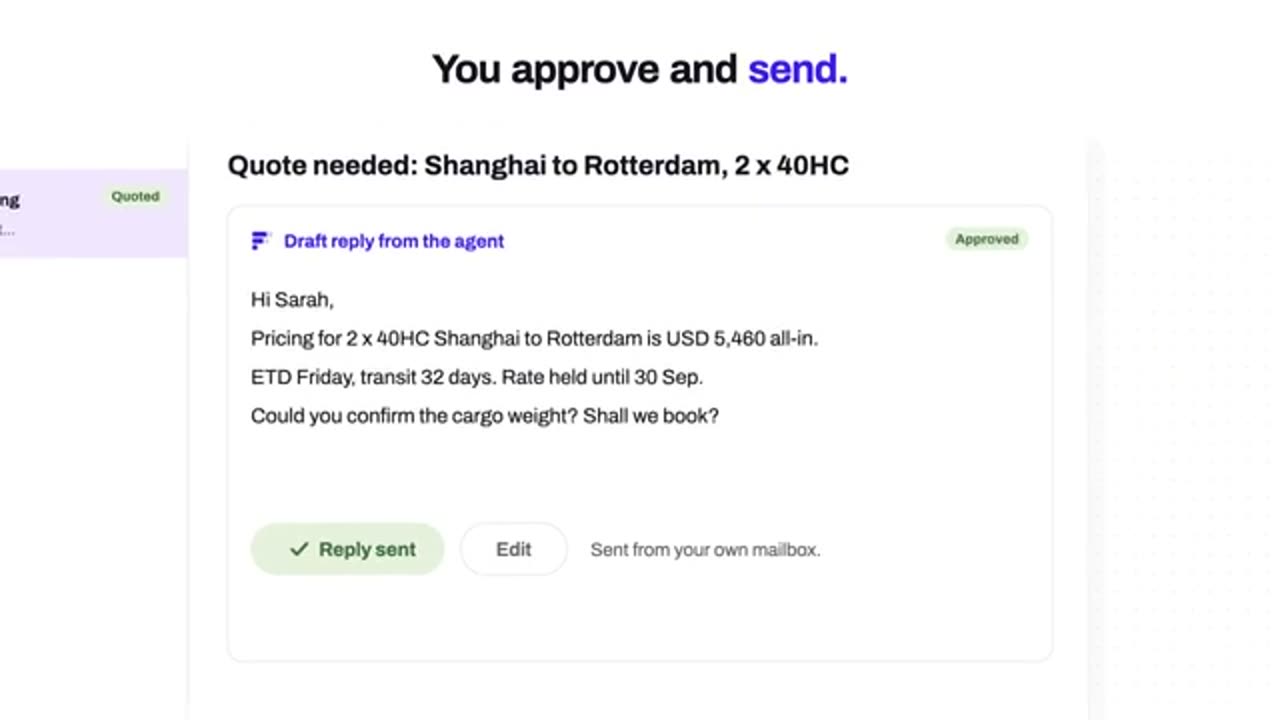 You approve and send.
Quote needed: Shanghai to Rotterdam, 2 x 40HC
ng
Quoted
t...
Draft reply from the agent
Approved
Hi Sarah,
Pricing for 2 x 40HC Shanghai to Rotterdam is USD 5,460 all-in.
ETD Friday, transit 32 days. Rate held until 30 Sep.
Could you confirm the cargo weight? Shall we book?
Reply sent
Edit
Sent from your own mailbox.